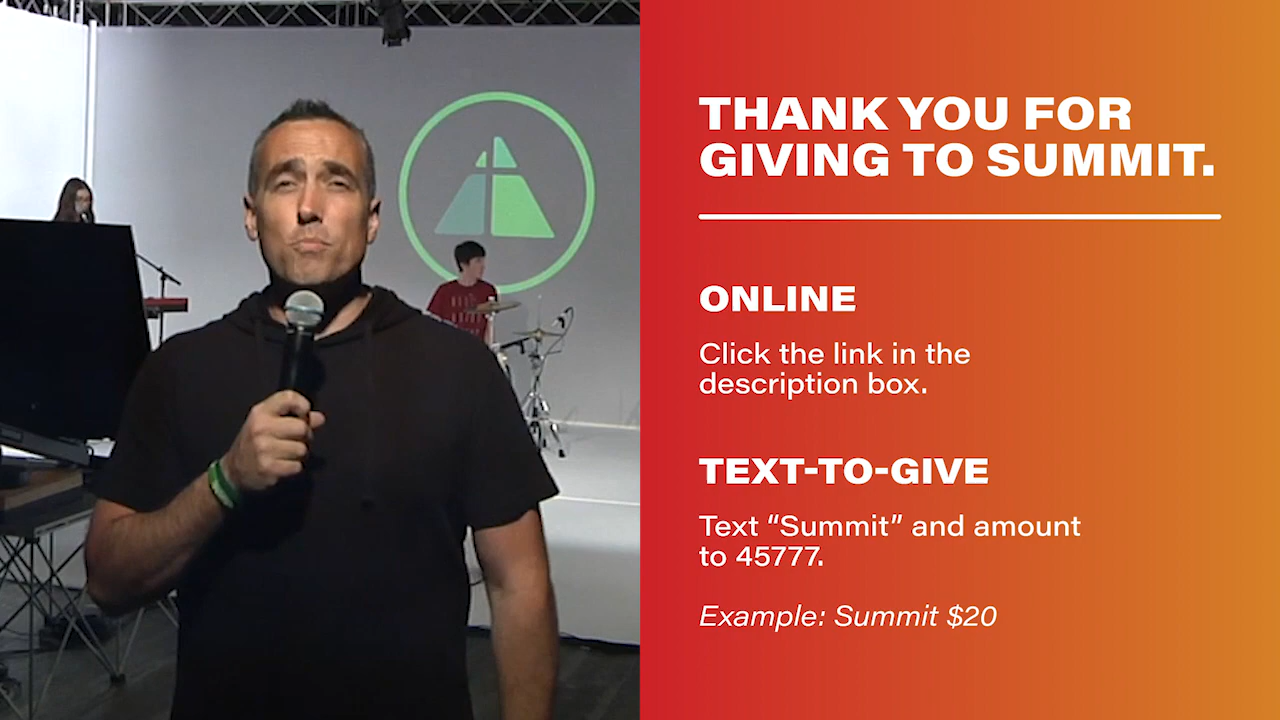 THANK YOU FOR
GIVING TO SUMMIT.
ONLINE
Click the link in the
description box.
TEXT-TO-GIVE
Text “Summit” and amount
to 45777.
Example: Summit $20